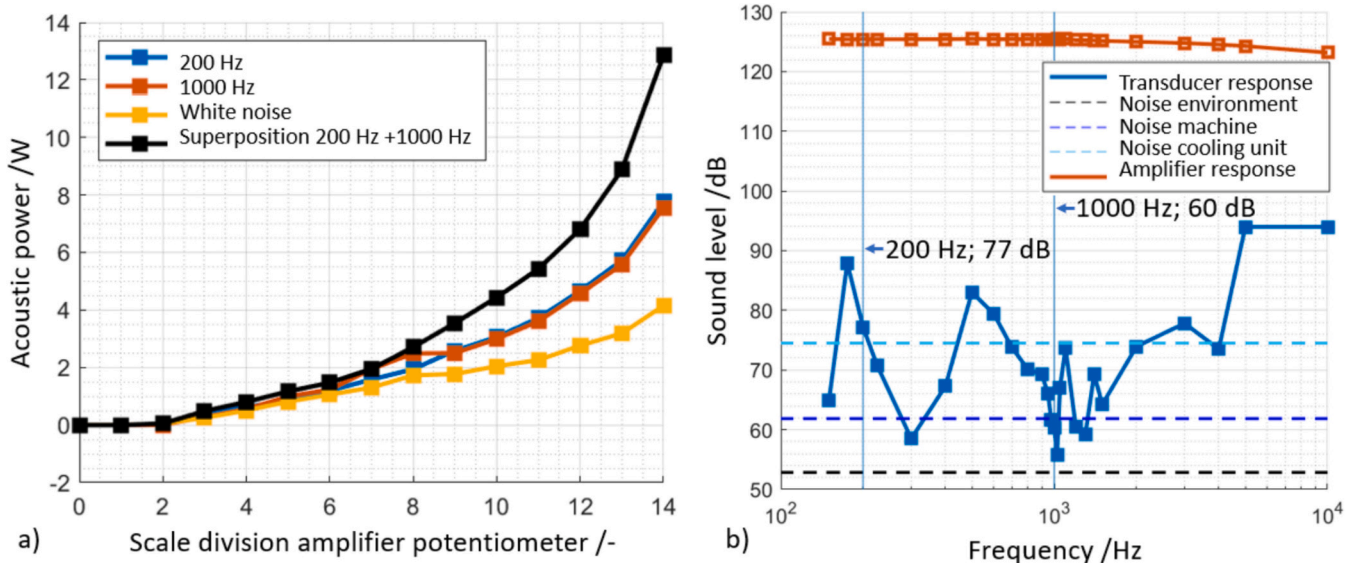 14
12
10
8
6
4
2
0
-2
Acoustic power /W
200 Hz
1000 Hz
White noise
Superposition 200 Hz +1000 Hz
0 2 4 6 8 10 12 14
a) Scale division amplifier potentiometer /-
130
120
110
100
90
80
70
60
50
Sound level /dB
Transducer response
Noise environment
Noise machine
Noise cooling unit
Amplifier response
1000 Hz; 60 dB
200 Hz; 77 dB
10² 10³ 10⁴
b) Frequency /Hz